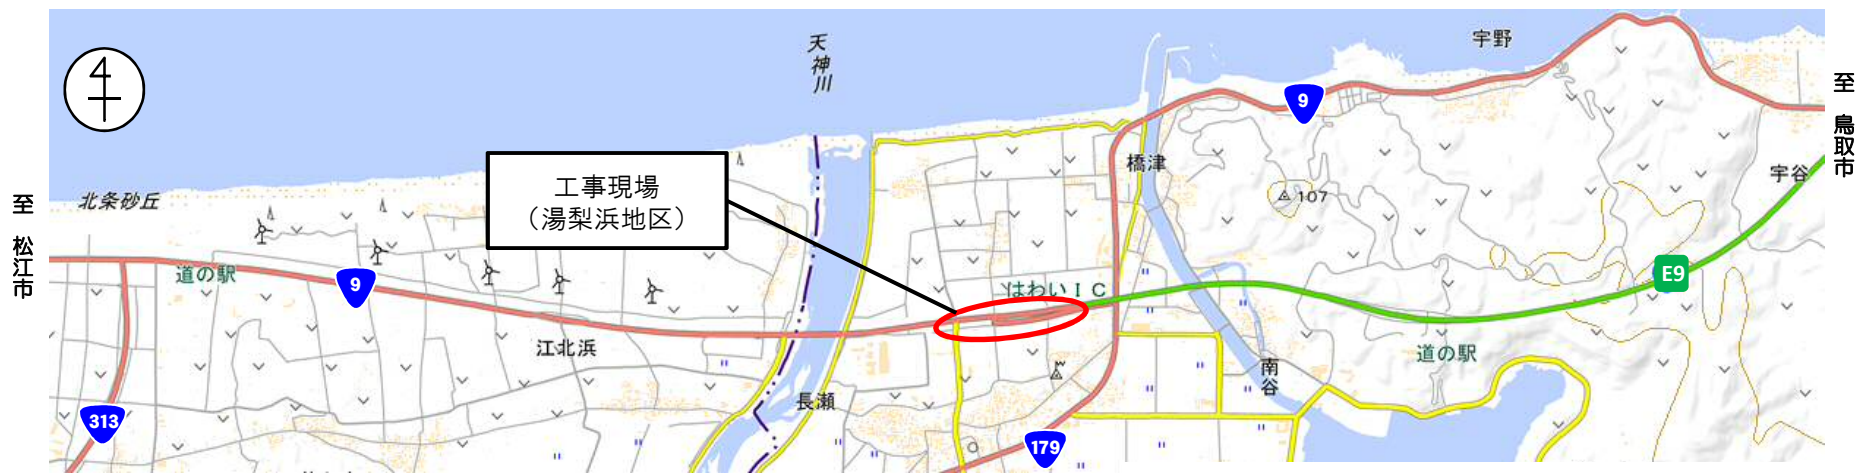 天神川
宇野
9
至 鳥取市
橋津
工事現場
（湯梨浜地区）
宇谷
107
北条砂丘
至 松江市
道の駅
9
E9
はわいＩＣ
江北浜
道の駅
南谷
長瀬
313
179